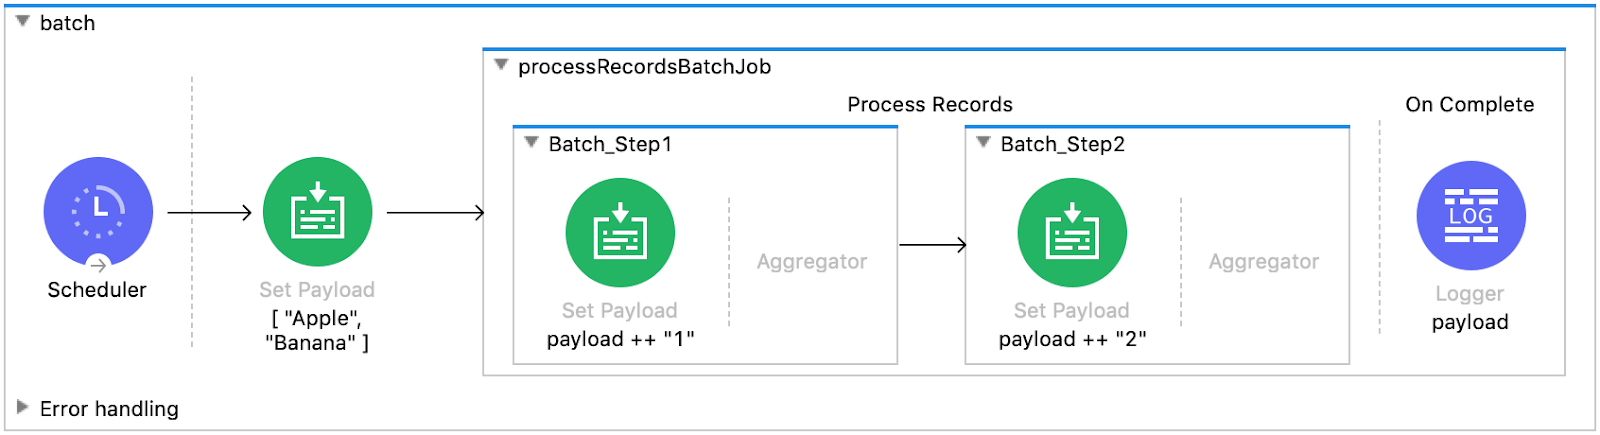 batch
processRecordsBatchJob
Process Records
On Complete
Batch_Step1
Batch_Step2
LOG
Aggregator
Aggregator
Scheduler
Set Payload
[ "Apple",
"Banana" ]
Set Payload
payload ++ "1"
Set Payload
payload ++ "2"
Logger
payload
Error handling